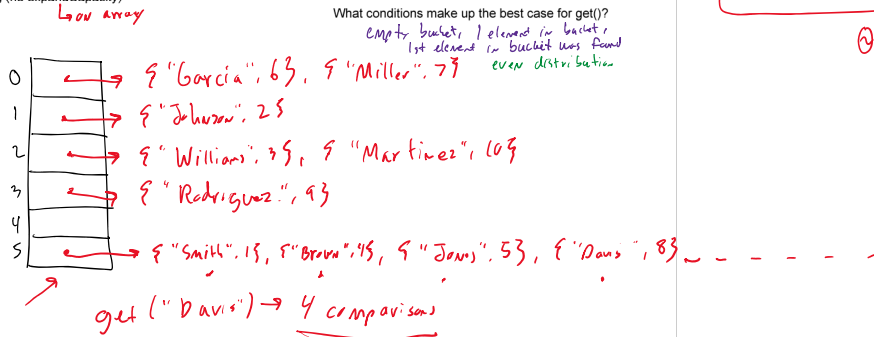 ↳ on array
What conditions make up the best case for get()?
empty bucket, 1 element in bucket,
1st element in bucket was found
even distribution
0 → {"Garcia", 6}, {"Miller", 7}
1 → {"Johnson", 2}
2 → {"Williams", 3}, {"Martinez", 10}
3 → {"Rodriguez", 9}
4
5 → {"Smith", 1}, {"Brown", 4}, {"Jones", 5}, {"Davis", 8}
get("Davis") → 4 comparisons